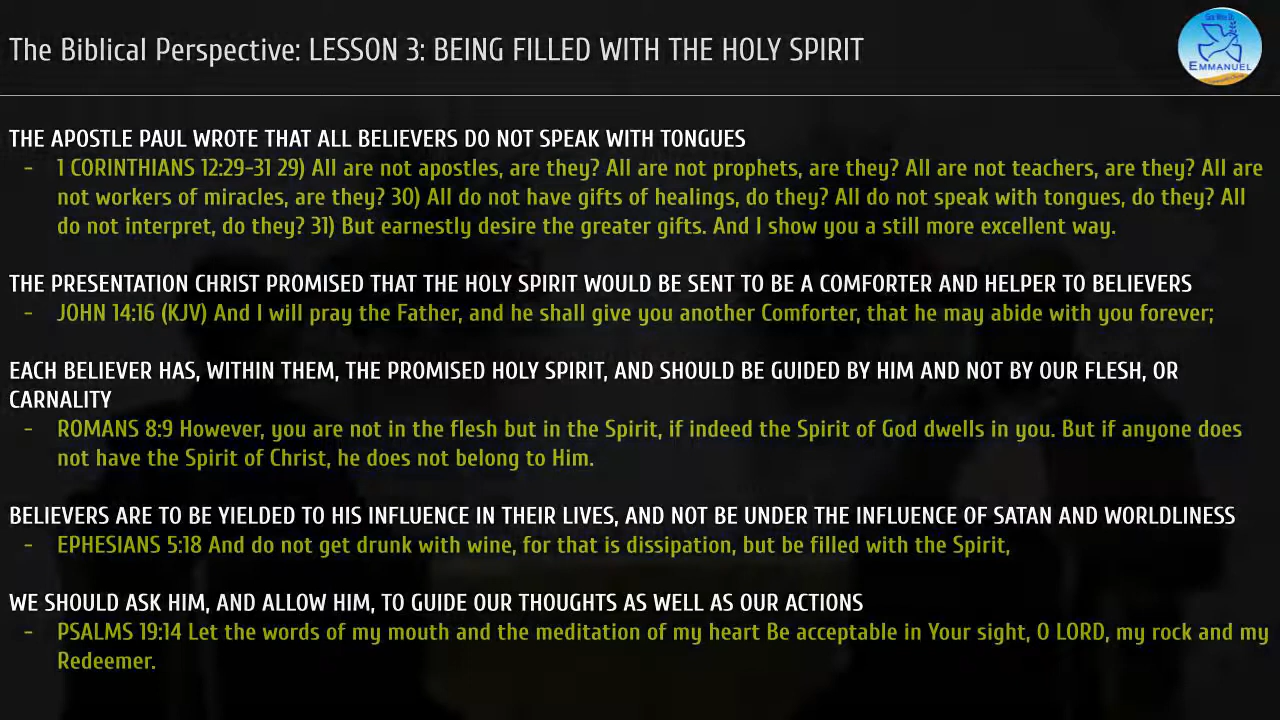 The Biblical Perspective: LESSON 3: BEING FILLED WITH THE HOLY SPIRIT
God With Us
EMMANUEL
THE APOSTLE PAUL WROTE THAT ALL BELIEVERS DO NOT SPEAK WITH TONGUES
- 1 CORINTHIANS 12:29-31 29) All are not apostles, are they? All are not prophets, are they? All are not teachers, are they? All are
not workers of miracles, are they? 30) All do not have gifts of healings, do they? All do not speak with tongues, do they? All
do not interpret, do they? 31) But earnestly desire the greater gifts. And I show you a still more excellent way.
THE PRESENTATION CHRIST PROMISED THAT THE HOLY SPIRIT WOULD BE SENT TO BE A COMFORTER AND HELPER TO BELIEVERS
- JOHN 14:16 (KJV) And I will pray the Father, and he shall give you another Comforter, that he may abide with you forever;
EACH BELIEVER HAS, WITHIN THEM, THE PROMISED HOLY SPIRIT, AND SHOULD BE GUIDED BY HIM AND NOT BY OUR FLESH, OR
CARNALITY
- ROMANS 8:9 However, you are not in the flesh but in the Spirit, if indeed the Spirit of God dwells in you. But if anyone does
not have the Spirit of Christ, he does not belong to Him.
BELIEVERS ARE TO BE YIELDED TO HIS INFLUENCE IN THEIR LIVES, AND NOT BE UNDER THE INFLUENCE OF SATAN AND WORLDLINESS
- EPHESIANS 5:18 And do not get drunk with wine, for that is dissipation, but be filled with the Spirit,
WE SHOULD ASK HIM, AND ALLOW HIM, TO GUIDE OUR THOUGHTS AS WELL AS OUR ACTIONS
- PSALMS 19:14 Let the words of my mouth and the meditation of my heart Be acceptable in Your sight, O LORD, my rock and my
Redeemer.